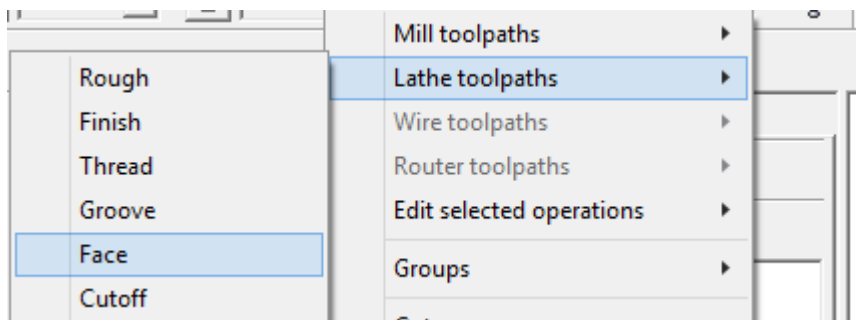 Mill toolpaths
Lathe toolpaths
Wire toolpaths
Router toolpaths
Edit selected operations
Groups
Rough
Finish
Thread
Groove
Face
Cutoff